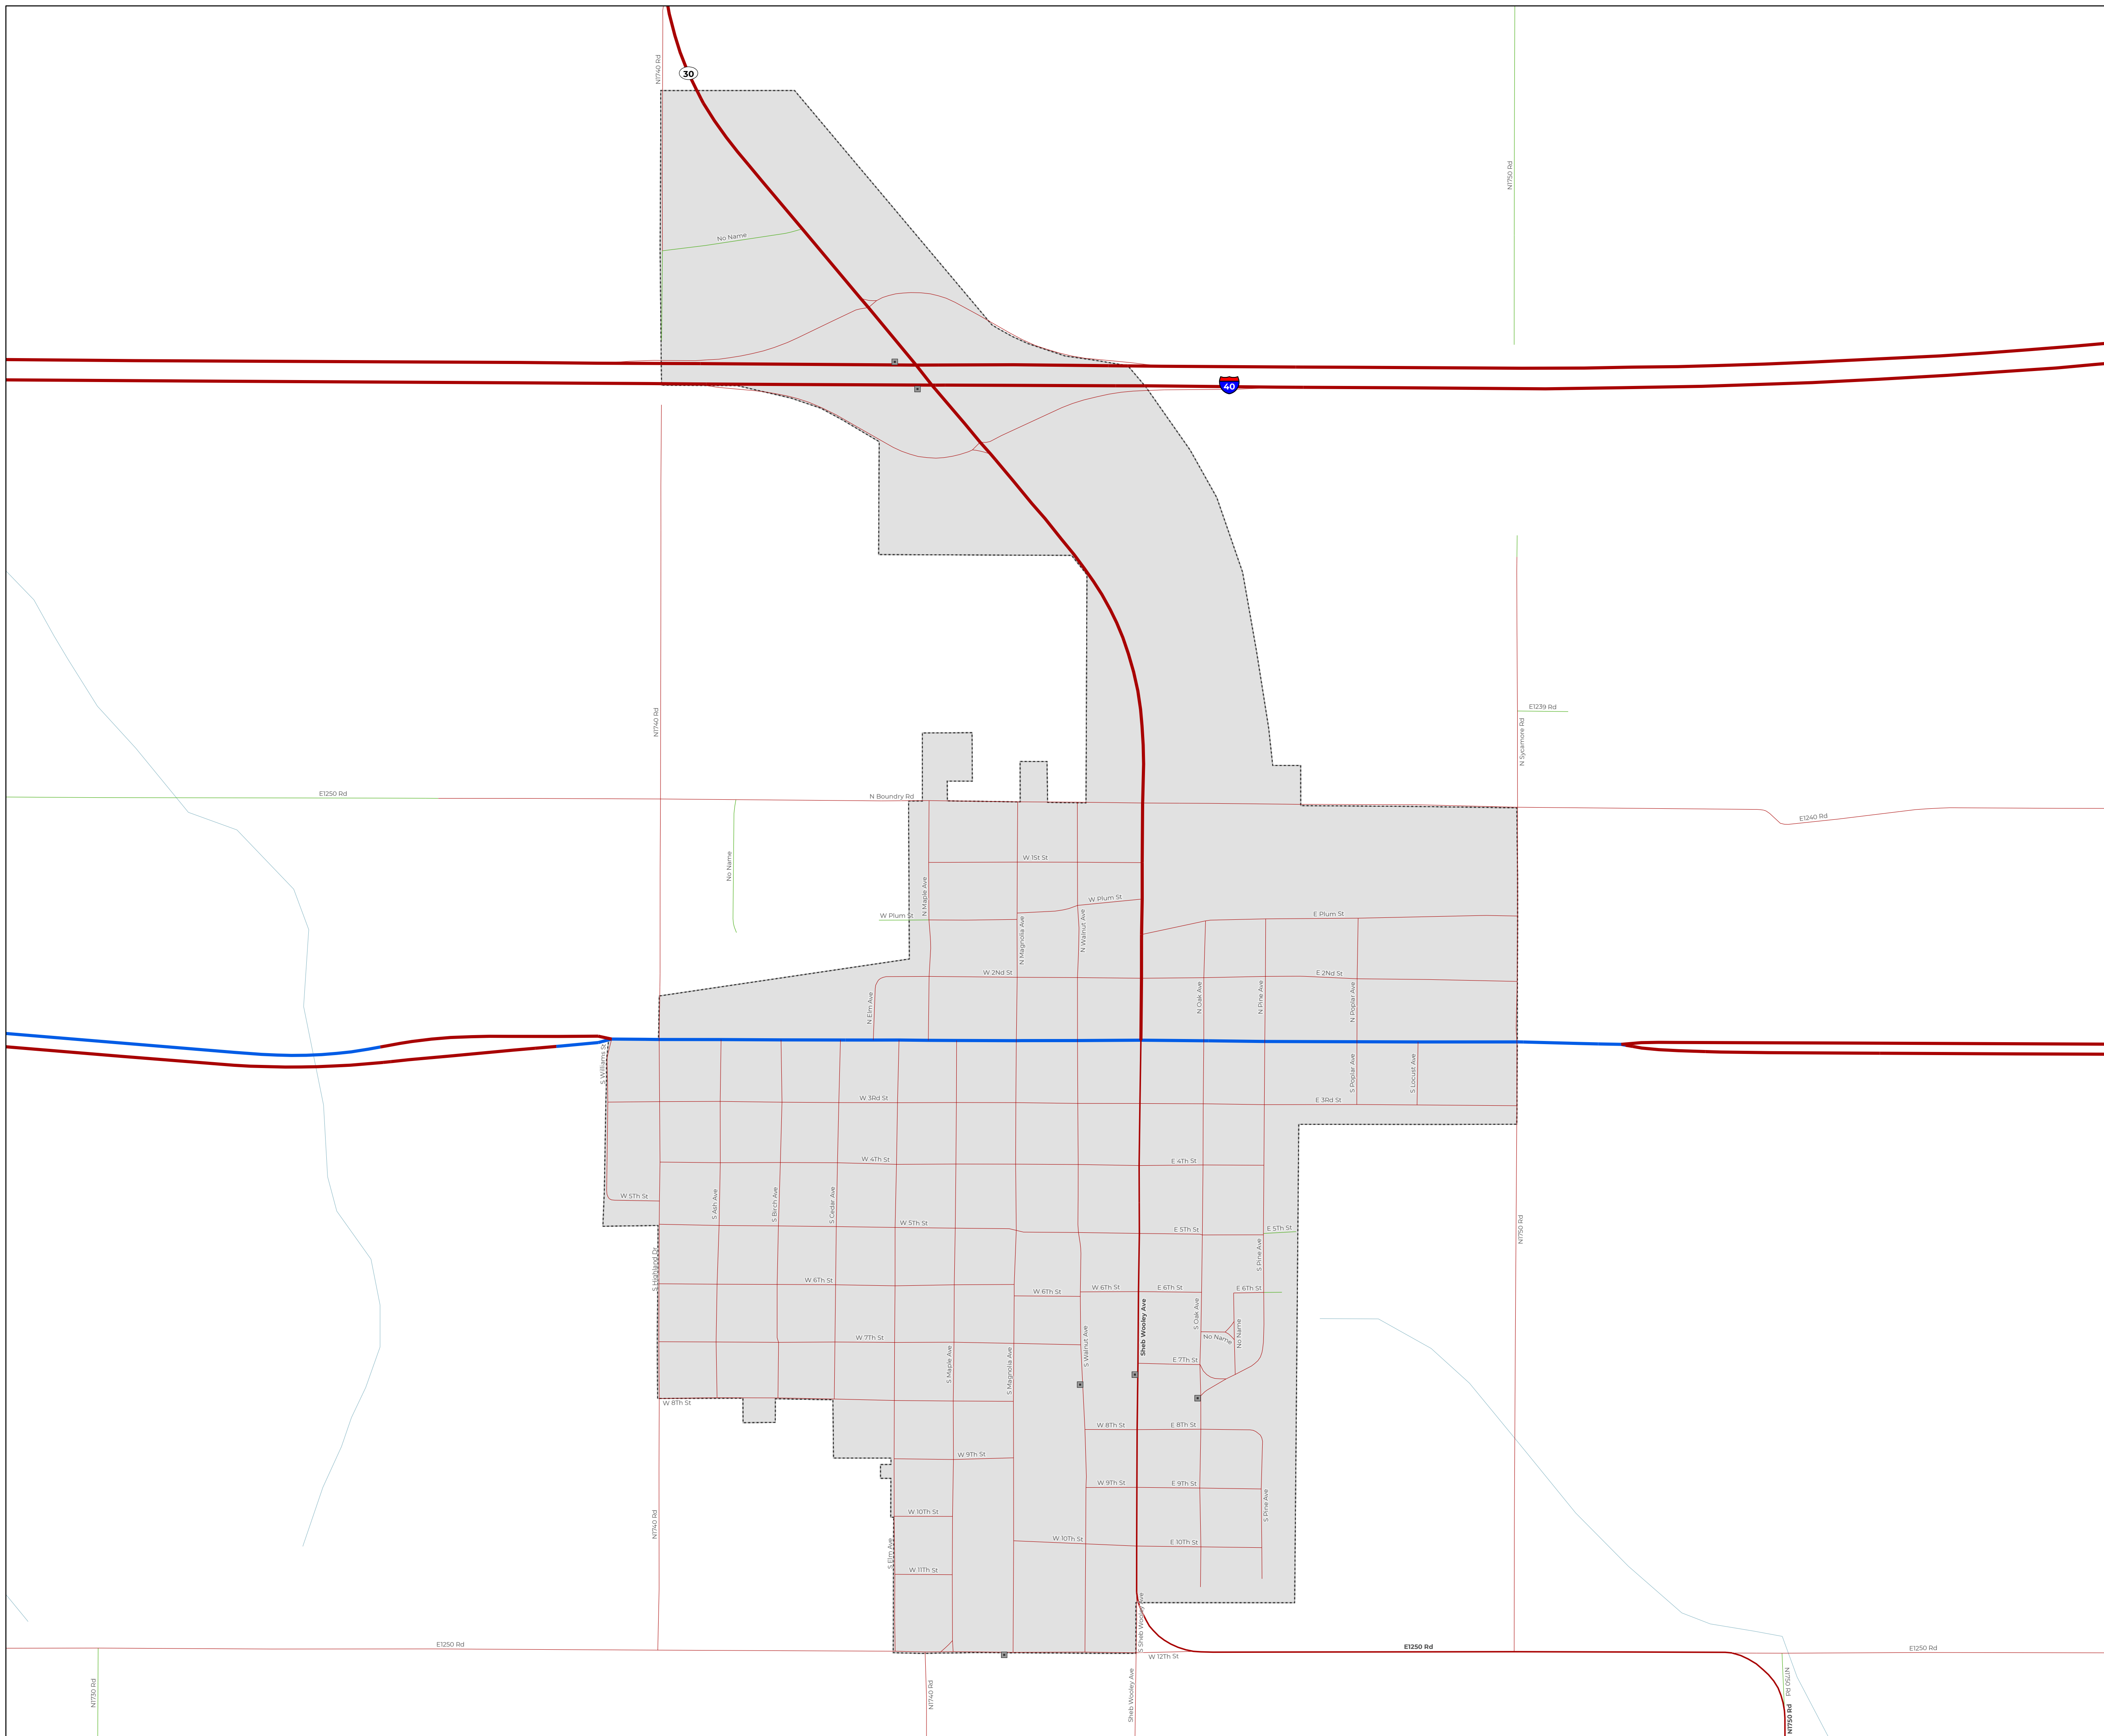 N1740 Rd
30
N1750 Rd
No Name
40
E1239 Rd
N1740 Rd
N Sycamore Rd
E1250 Rd
N Boundry Rd
E1240 Rd
No Name
W 1St St
N Maple Ave
W Plum St
W Plum St
E Plum St
N Magnolia Ave
N Walnut Ave
W 2Nd St
E 2Nd St
N Elm Ave
N Oak Ave
N Pine Ave
N Poplar Ave
S Williams St
S Poplar Ave
S Locust Ave
W 3Rd St
E 3Rd St
W 4Th St
E 4Th St
W 5Th St
S Ash Ave
S Birch Ave
S Cedar Ave
W 5Th St
E 5Th St
E 5Th St
N1750 Rd
S Highland Dr
S Pine Ave
W 6Th St
W 6Th St
W 6Th St
E 6Th St
E 6Th St
Sheb Wooley Ave
S Oak Ave
No Name
No Name
W 7Th St
S Walnut Ave
E 7Th St
S Maple Ave
S Magnolia Ave
W 8Th St
W 8Th St
E 8Th St
W 9Th St
W 9Th St
E 9Th St
S Pine Ave
W 10Th St
N1740 Rd
W 10Th St
E 10Th St
S Elm Ave
W 11Th St
S Sheb Wooley Ave
E1250 Rd
W 12Th St
E1250 Rd
E1250 Rd
N1730 Rd
N1740 Rd
Sheb Wooley Ave
N1750 Rd
N1750 Rd